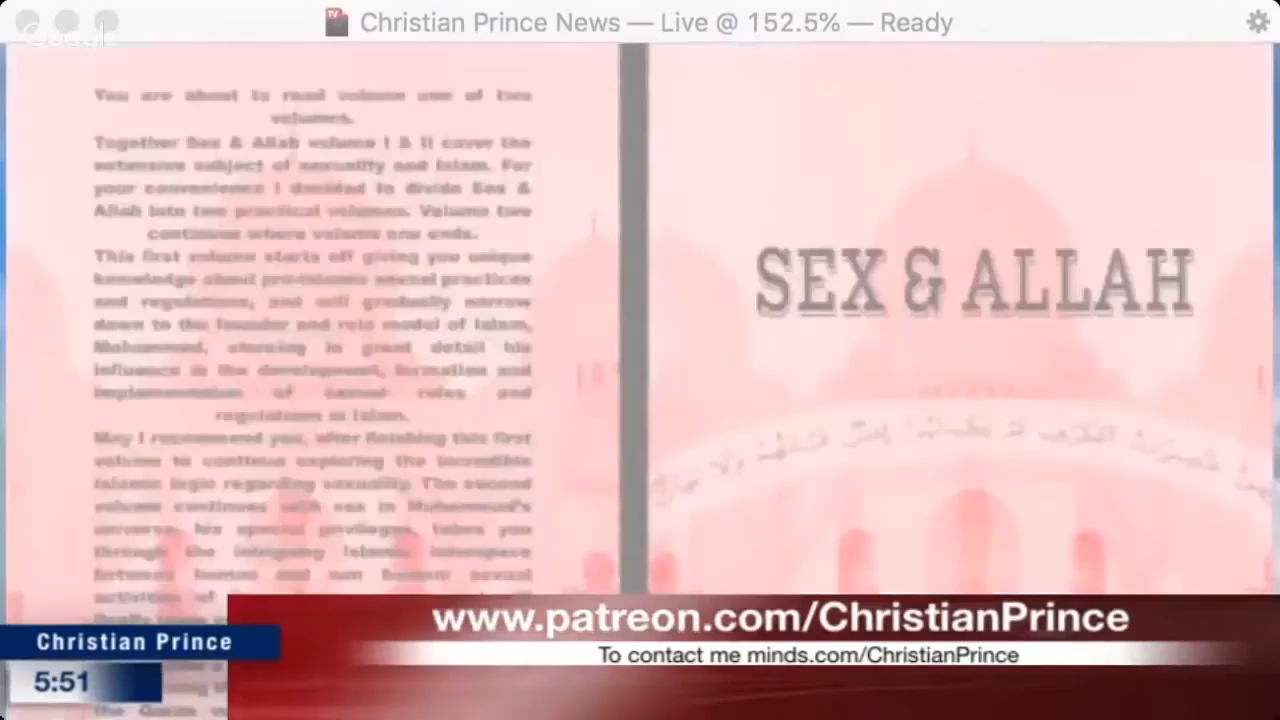 Christian Prince News — Live @ 152.5% — Ready
Google
You are about to read volume one of two
volumes.
Together Sex & Allah volume I & II cover the
extensive subject of sexuality and Islam. For
your convenience I decided to divide Sex &
Allah into two practical volumes. Volume two
continues where volume one ends.
This first volume starts off giving you unique
knowledge about pre-Islamic sexual practices
and regulations, and will gradually narrow
down to the founder and role model of Islam,
Mohammed, showing in great detail his
influence in the development, formation and
implementation of sexual rules and
regulations in Islam.
May I recommend you, after finishing this first
volume to continue exploring the incredible
Islamic logic regarding sexuality. The second
volume continues with sex in Muhammad's
universe, his special privileges, takes you
through the intriguing Islamic interspace
between human and non human sexual
activities of
SEX & ALLAH
www.patreon.com/ChristianPrince
To contact me minds.com/ChristianPrince
Christian Prince
5:51